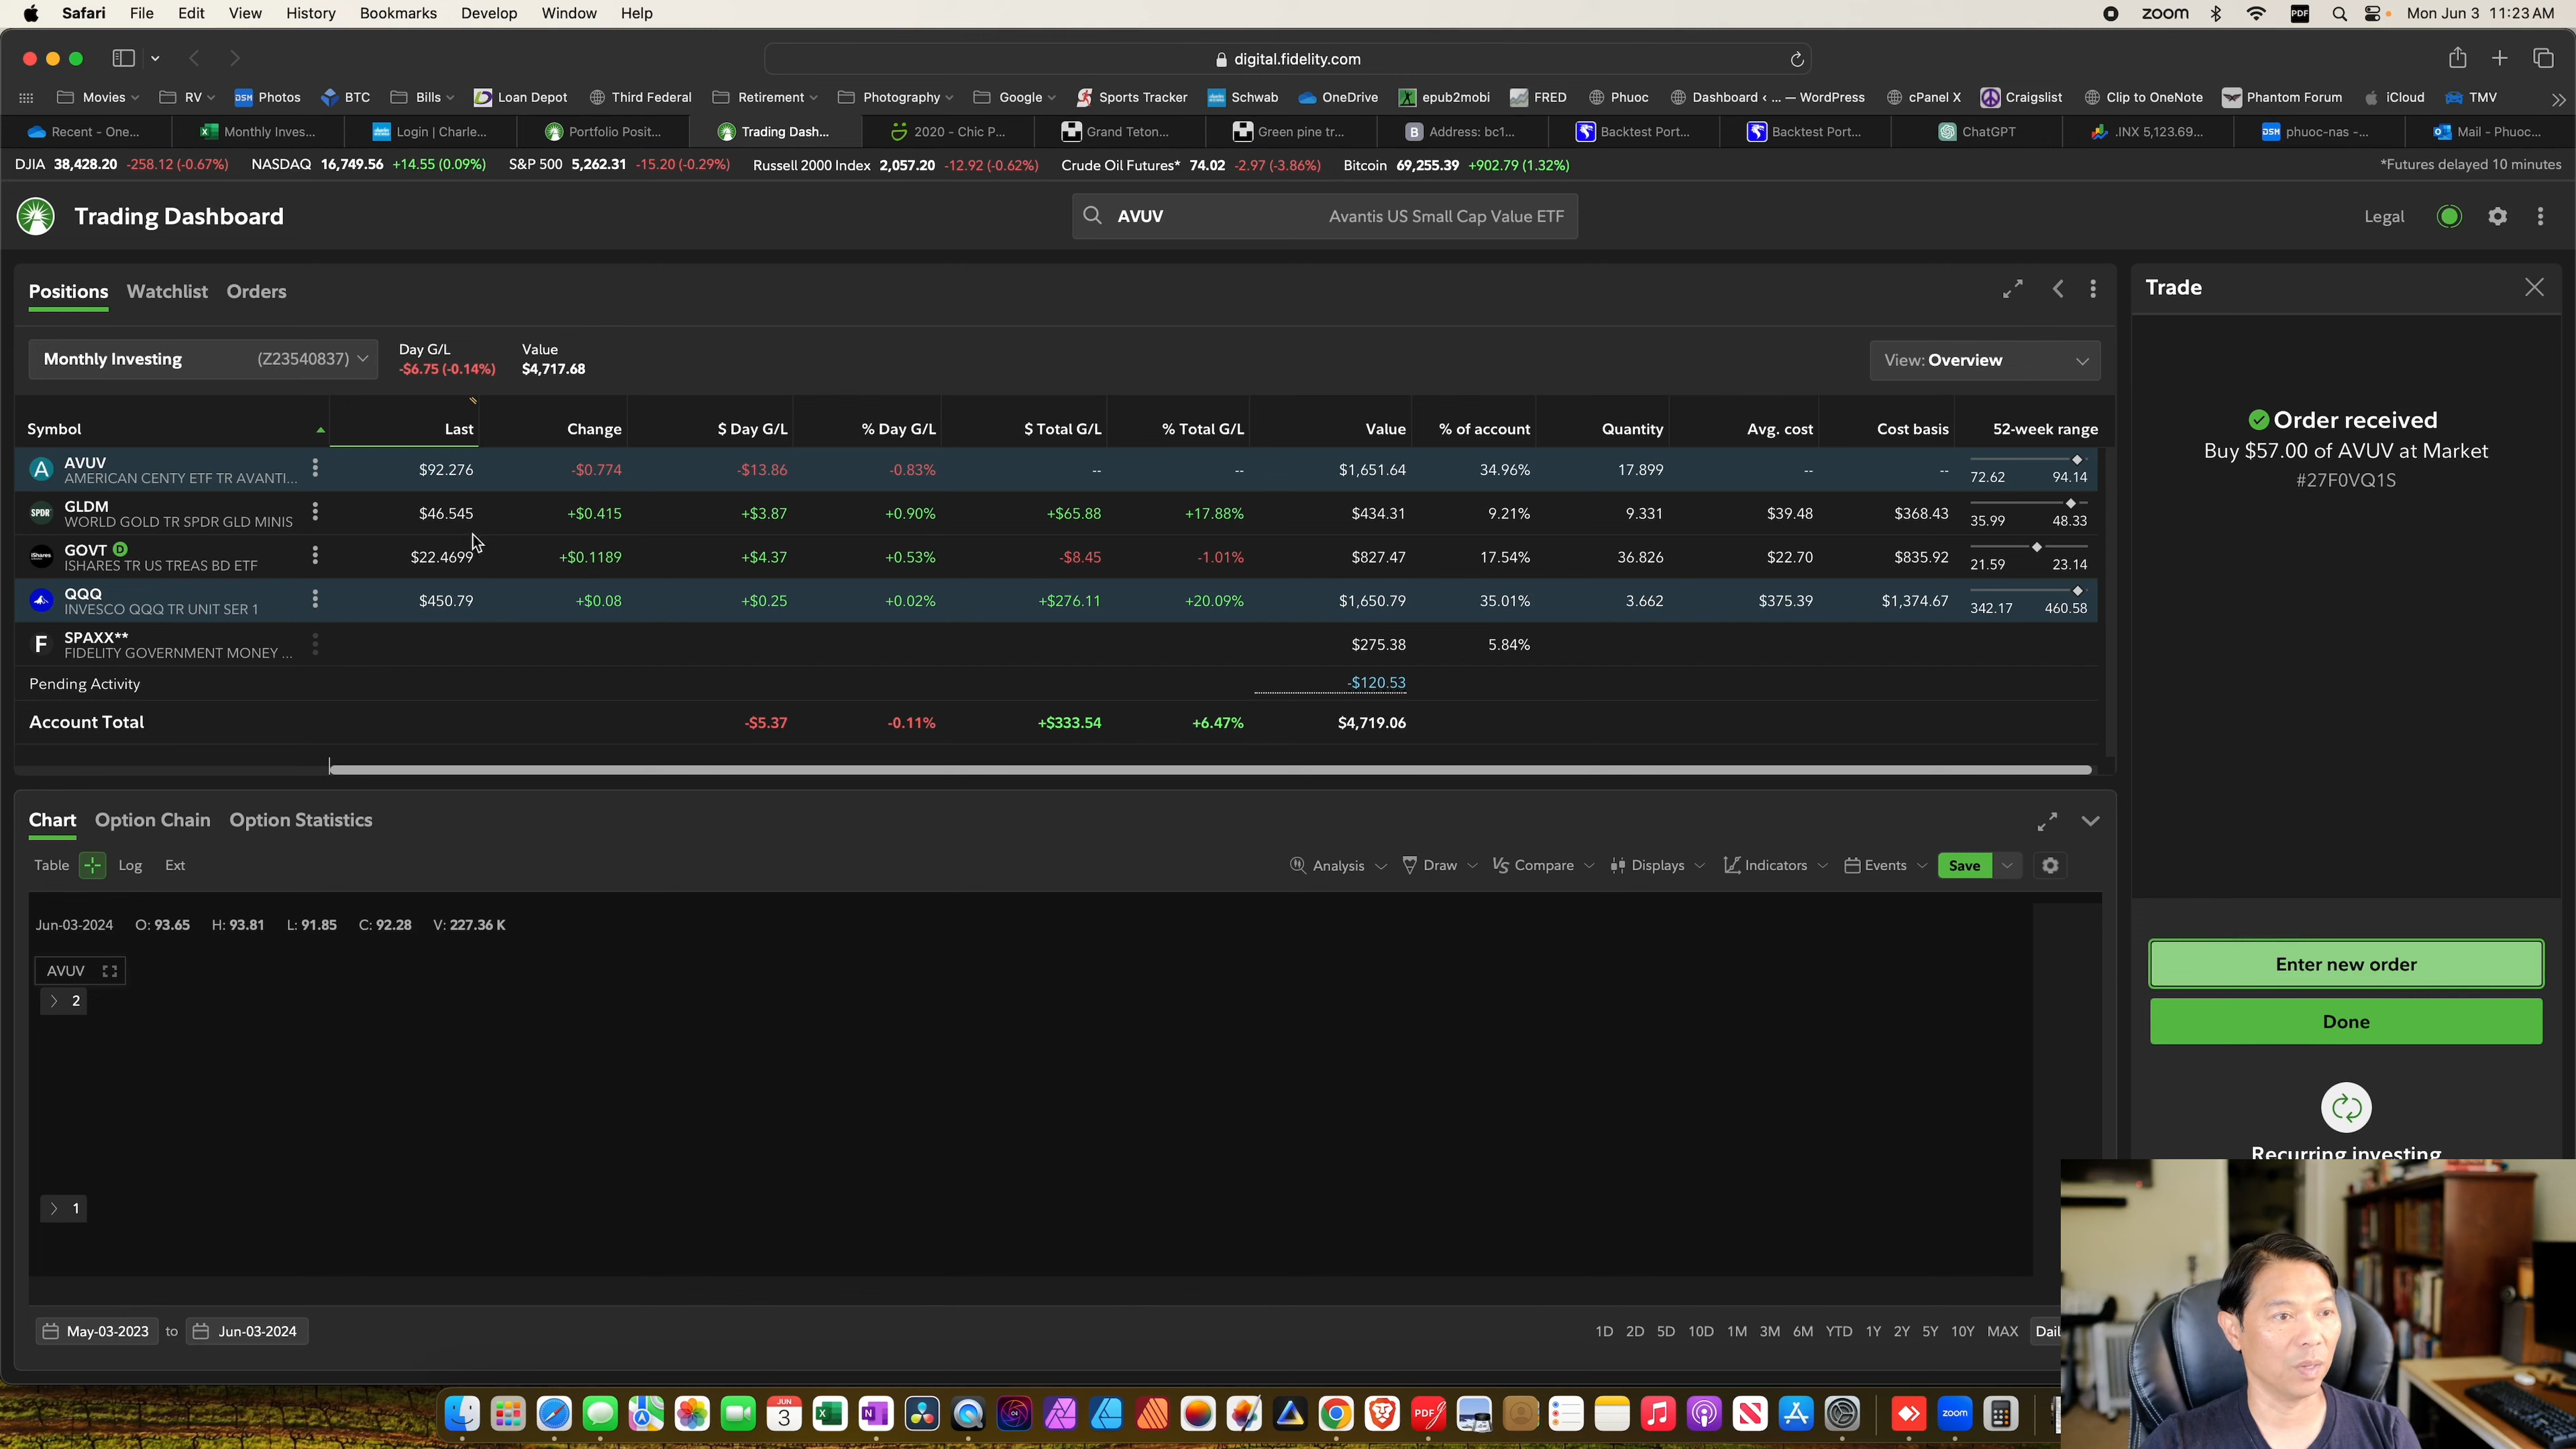 Safari File Edit View History Bookmarks Develop Window Help zoom PDF Mon Jun 3 11:23 AM
digital.fidelity.com
Movies RV DSM Photos BTC Bills Loan Depot Third Federal Retirement Photography Google Sports Tracker Schwab OneDrive epub2mobi FRED Phuoc Dashboard < ... — WordPress cPanel X Craigslist Clip to OneNote Phantom Forum iCloud TMV
Recent - One... Monthly Inves... Login | Charle... Portfolio Posit... Trading Dash... 2020 - Chic P... Grand Teton... Green pine tr... Address: bc1... Backtest Port... Backtest Port... ChatGPT .INX 5,123.69... DSM phuoc-nas -... Mail - Phuoc...
DJIA 38,428.20 -258.12 (-0.67%) NASDAQ 16,749.56 +14.55 (0.09%) S&P 500 5,262.31 -15.20 (-0.29%) Russell 2000 Index 2,057.20 -12.92 (-0.62%) Crude Oil Futures* 74.02 -2.97 (-3.86%) Bitcoin 69,255.39 +902.79 (1.32%) *Futures delayed 10 minutes
Trading Dashboard AVUV Avantis US Small Cap Value ETF Legal
Positions Watchlist Orders
Monthly Investing (Z23540837) Day G/L -$6.75 (-0.14%) Value $4,717.68 View: Overview
Symbol Last Change $ Day G/L % Day G/L $ Total G/L % Total G/L Value % of account Quantity Avg. cost Cost basis 52-week range
A AVUV $92.276 -$0.774 -$13.86 -0.83% -- -- $1,651.64 34.96% 17.899 -- --
AMERICAN CENTY ETF TR AVANTI... 72.62 94.14
SPDR GLDM $46.545 +$0.415 +$3.87 +0.90% +$65.88 +17.88% $434.31 9.21% 9.331 $39.48 $368.43
WORLD GOLD TR SPDR GLD MINIS 35.99 48.33
iShares GOVT D $22.4699 +$0.1189 +$4.37 +0.53% -$8.45 -1.01% $827.47 17.54% 36.826 $22.70 $835.92
ISHARES TR US TREAS BD ETF 21.59 23.14
QQQ $450.79 +$0.08 +$0.25 +0.02% +$276.11 +20.09% $1,650.79 35.01% 3.662 $375.39 $1,374.67
INVESCO QQQ TR UNIT SER 1 342.17 460.58
F SPAXX** $275.38 5.84%
FIDELITY GOVERNMENT MONEY ...
Pending Activity -$120.53
Account Total -$5.37 -0.11% +$333.54 +6.47% $4,719.06
Trade
Order received
Buy $57.00 of AVUV at Market
#27F0VQ1S
Enter new order
Done
Recurring investing
Chart Option Chain Option Statistics
Table Log Ext Analysis Draw Vs Compare Displays Indicators Events Save
Jun-03-2024 O: 93.65 H: 93.81 L: 91.85 C: 92.28 V: 227.36 K
AVUV
2
1
May-03-2023 to Jun-03-2024 1D 2D 5D 10D 1M 3M 6M YTD 1Y 2Y 5Y 10Y MAX Dail
JUN 3 PDF zoom